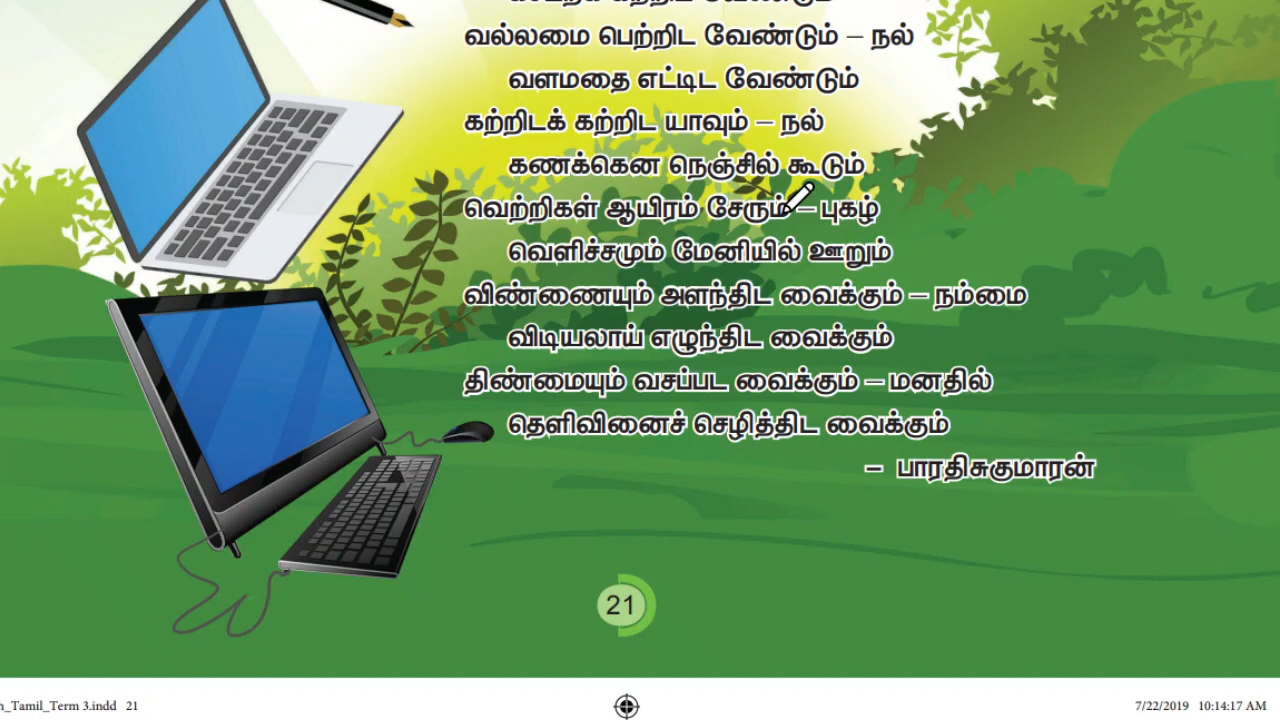 வல்லமை பெற்றிட வேண்டும் – நல்
வளமதை எட்டிட வேண்டும்
கற்றிடக் கற்றிட யாவும் – நல்
கணக்கென நெஞ்சில் கூடும்
வெற்றிகள் ஆயிரம் சேரும் – புகழ்
வெளிச்சமும் மேனியில் ஊறும்
விண்ணையும் அளந்திட வைக்கும் – நம்மை
விடியலாய் எழுந்திட வைக்கும்
திண்மையும் வசப்பட வைக்கும் – மனதில்
தெளிவினைச் செழித்திட வைக்கும்
– பாரதிசுகுமாரன்
21
h_Tamil_Term 3.indd 21
7/22/2019 10:14:17 AM